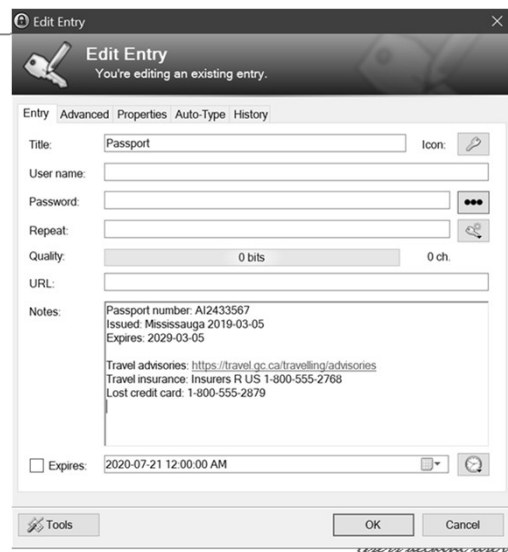 Edit Entry
Edit Entry
You're editing an existing entry.
Entry Advanced Properties Auto-Type History
Title: Passport Icon:
User name:
Password:
Repeat:
Quality: 0 bits 0 ch.
URL:
Notes: Passport number: AI2433567
Issued: Mississauga 2019-03-05
Expires: 2029-03-05
Travel advisories: https://travel.gc.ca/travelling/advisories
Travel insurance: Insurers R US 1-800-555-2768
Lost credit card: 1-800-555-2879
Expires: 2020-07-21 12:00:00 AM
Tools OK Cancel